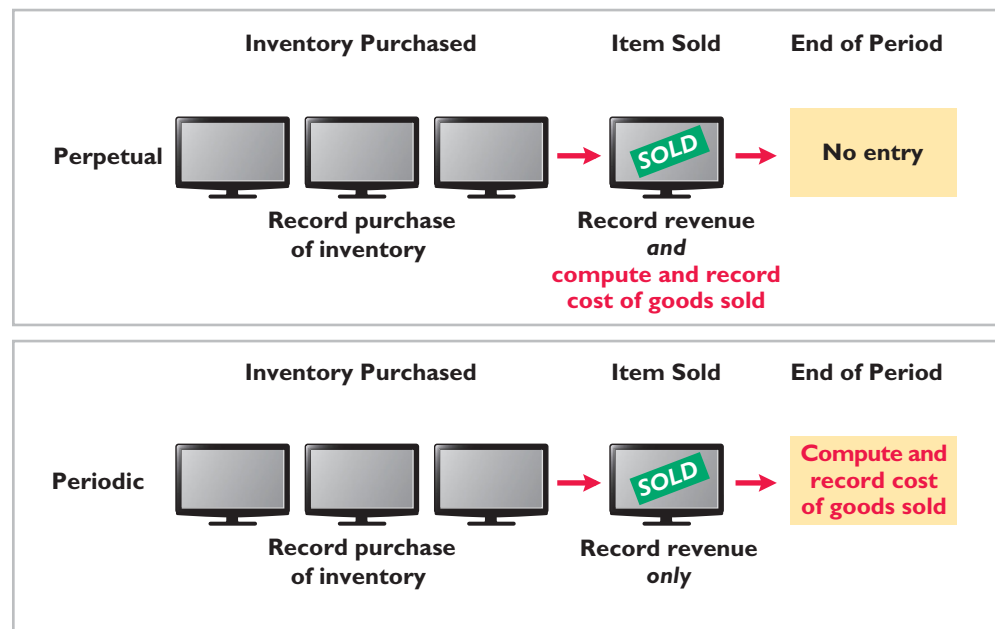 Inventory Purchased
Item Sold
End of Period
Perpetual
SOLD
No entry
Record purchase
of inventory
Record revenue
and
compute and record
cost of goods sold
Inventory Purchased
Item Sold
End of Period
Periodic
SOLD
Compute and
record cost
of goods sold
Record purchase
of inventory
Record revenue
only